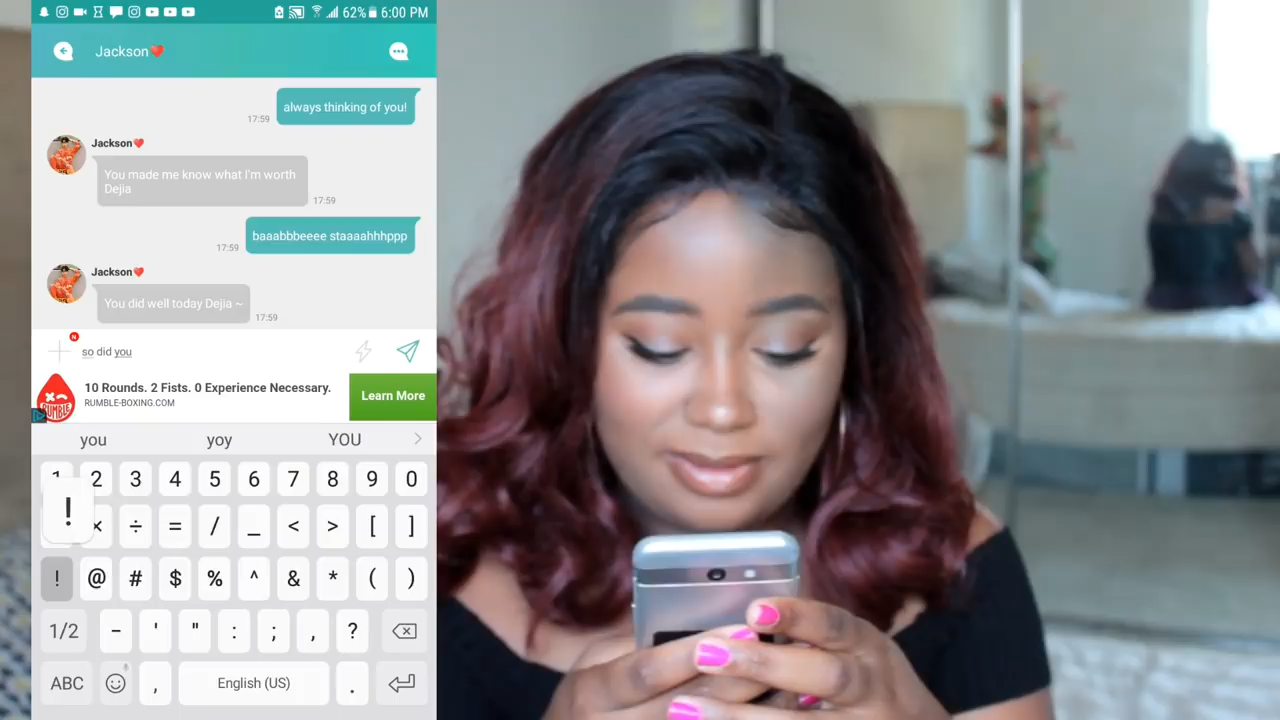 62% 6:00 PM
Jackson❤️
always thinking of you!
17:59
Jackson❤️
You made me know what I'm worth
Dejia
17:59
baaabbbeeee staaaahhhppp
17:59
Jackson❤️
You did well today Dejia ~
17:59
N
so did you
10 Rounds. 2 Fists. 0 Experience Necessary.
RUMBLE-BOXING.COM
RUMBLE
Learn More
you yoy YOU
1 2 3 4 5 6 7 8 9 0
! × ÷ = / _ < > [ ]
! @ # $ % ^ & * ( )
1/2 - ' " : ; , ?
ABC , English (US) .